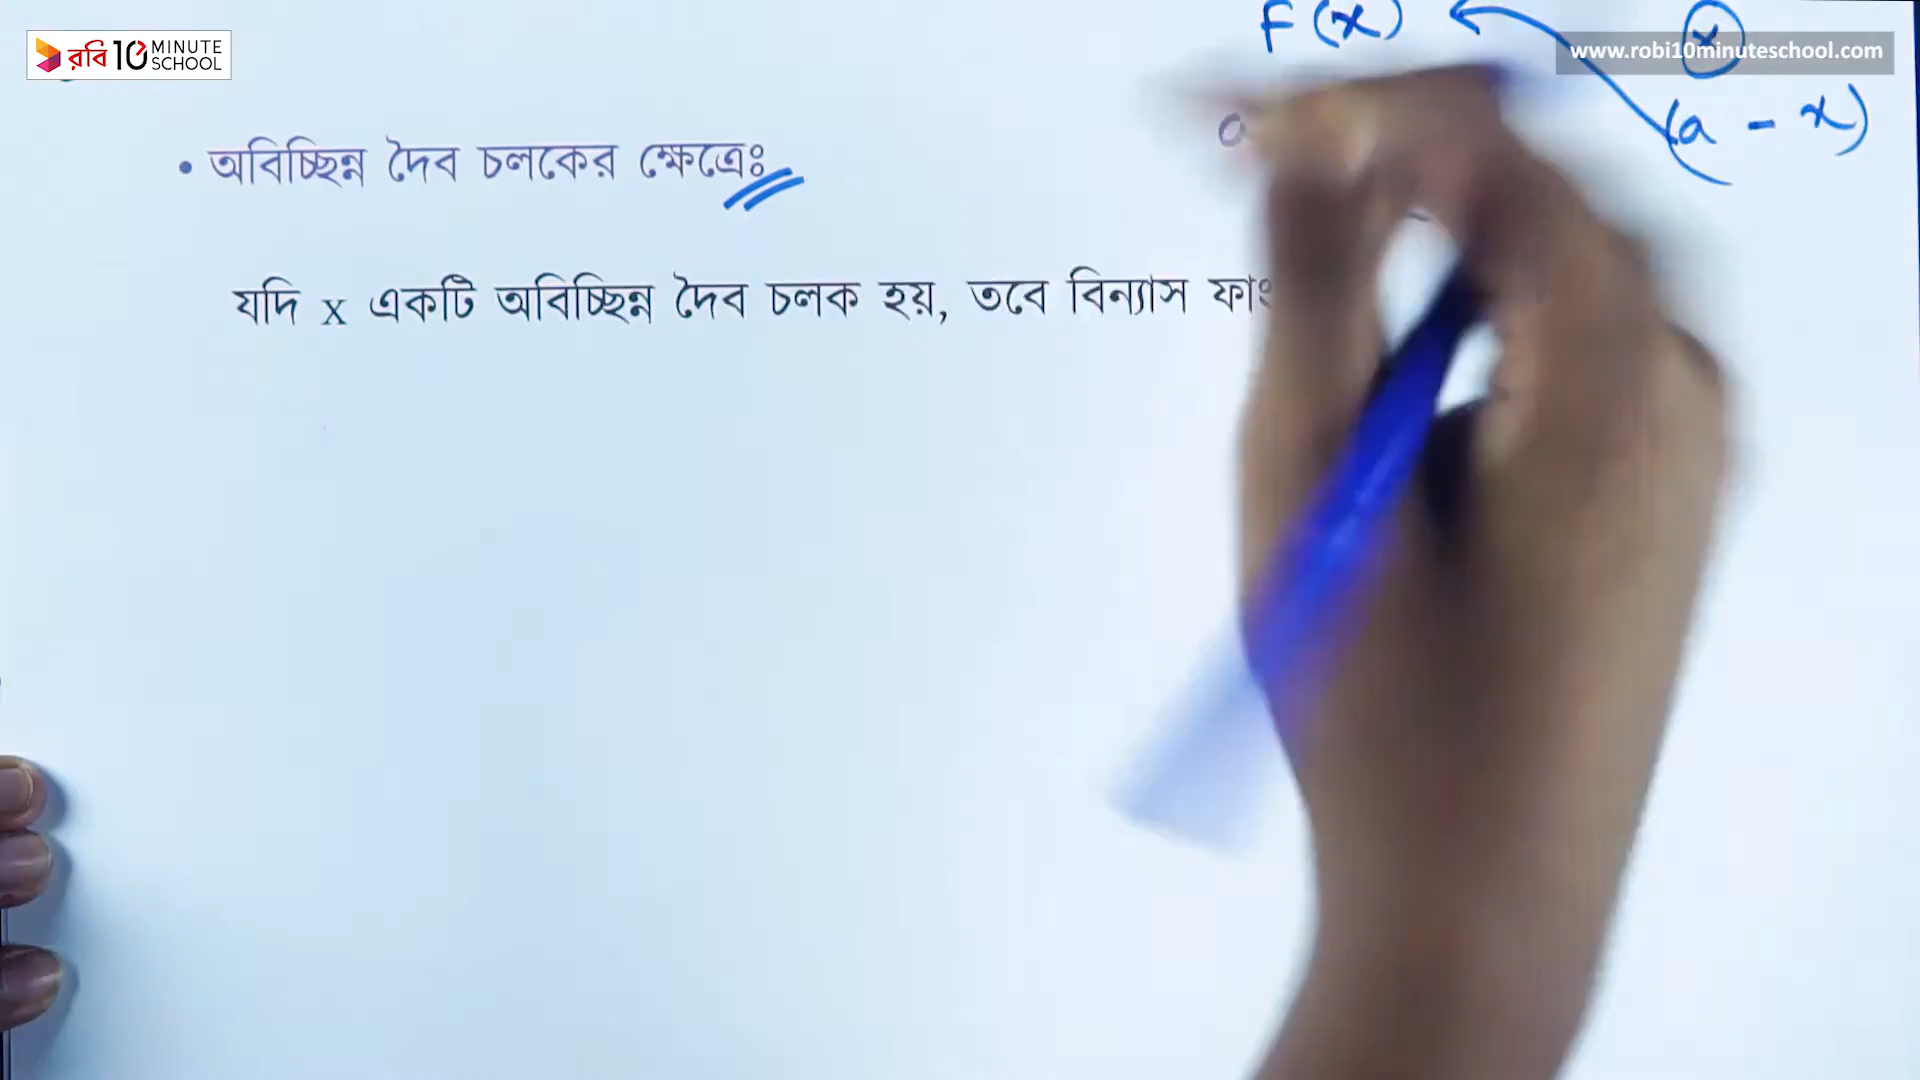 রবি 10 MINUTE SCHOOL
www.robi10minuteschool.com
F(x)
x
(a - x)
a
• অবিচ্ছিন্ন দৈব চলকের ক্ষেত্রেঃ
যদি x একটি অবিচ্ছিন্ন দৈব চলক হয়, তবে বিন্যাস